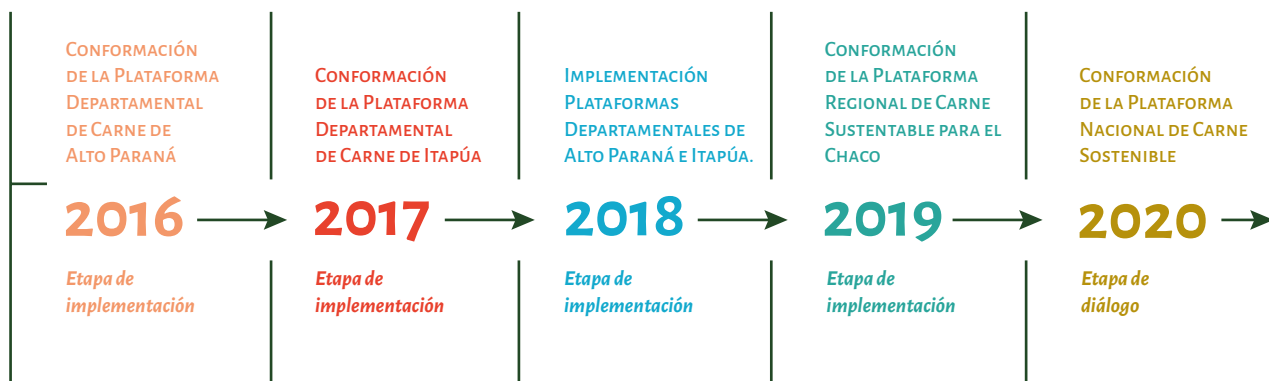 Conformación
de la Plataforma
Departamental
de Carne de
Alto Paraná
2016
Etapa de
implementación
Conformación
de la Plataforma
Departamental
de Carne de Itapúa
2017
Etapa de
implementación
Implementación
Plataformas
Departamentales de
Alto Paraná e Itapúa.
2018
Etapa de
implementación
Conformación
de la Plataforma
Regional de Carne
Sustentable para el
Chaco
2019
Etapa de
implementación
Conformación
de la Plataforma
Nacional de Carne
Sostenible
2020
Etapa de
diálogo